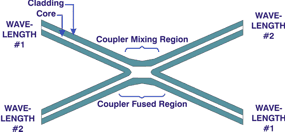 Cladding
Core
WAVE-
LENGTH
#1
Coupler Mixing Region
WAVE-
LENGTH
#2
Coupler Fused Region
WAVE-
LENGTH
#2
WAVE-
LENGTH
#1